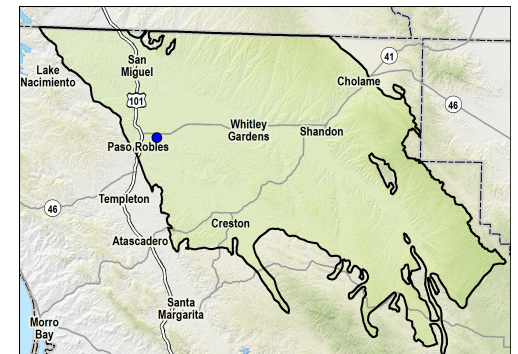 San
Miguel
41
Lake
Nacimiento
Cholame
101
46
Whitley
Gardens
Shandon
Paso Robles
Templeton
46
Creston
Atascadero
Santa
Margarita
Morro
Bay